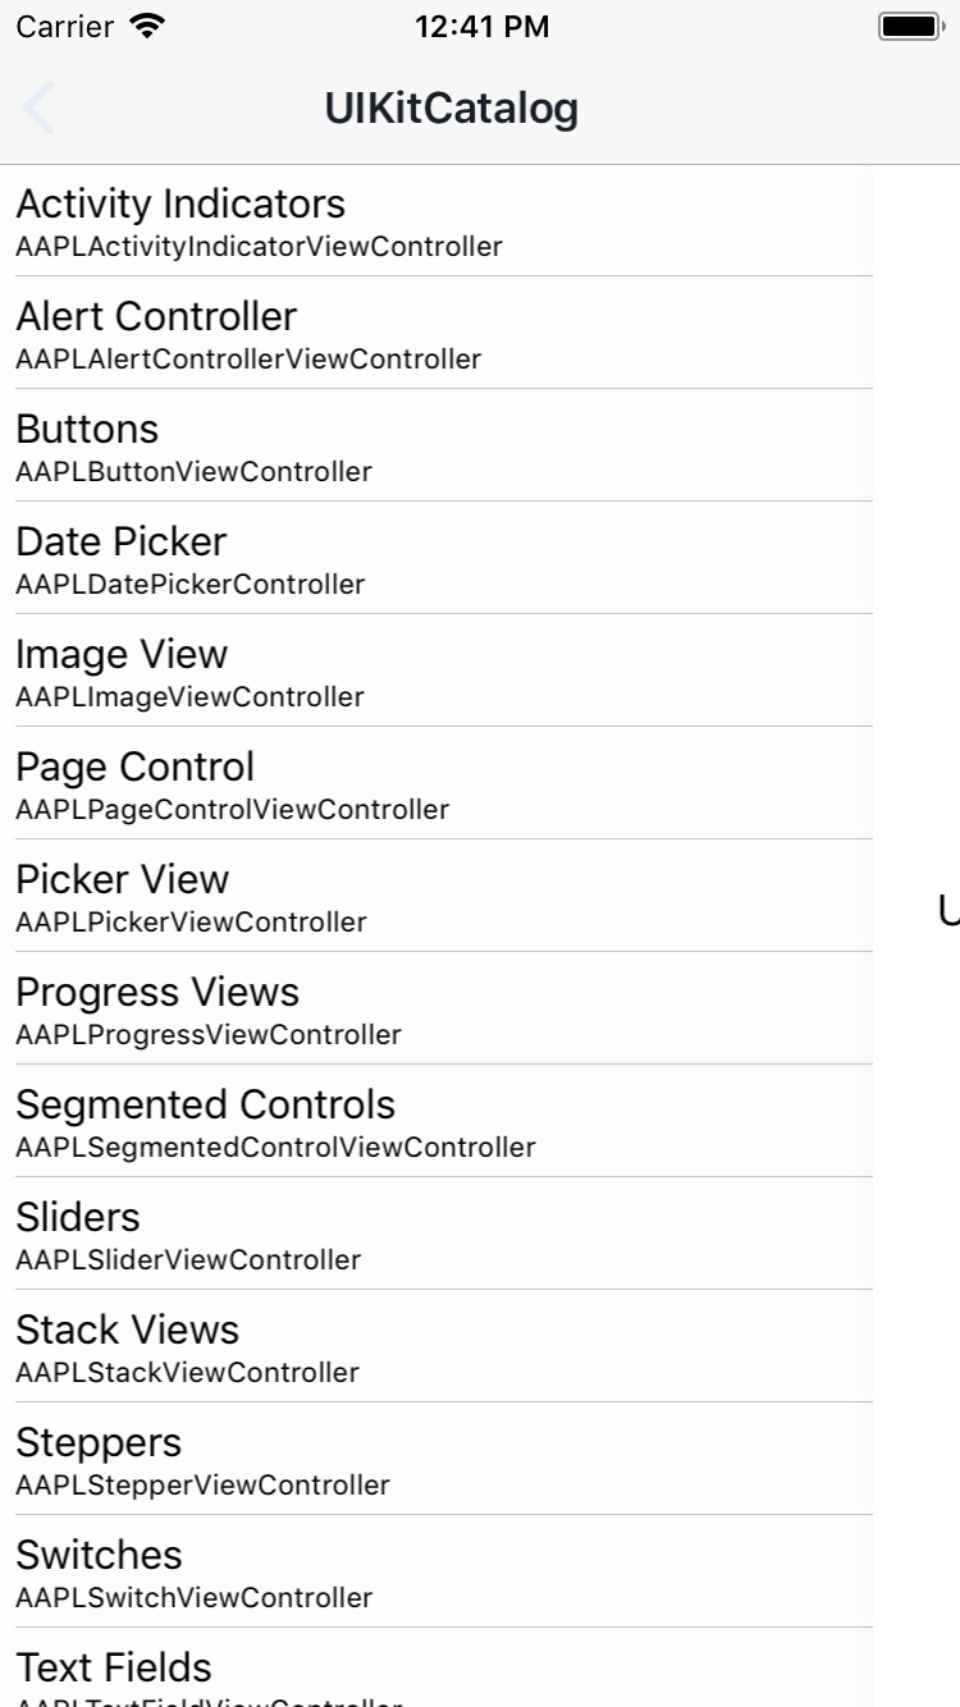 Carrier 12:41 PM
UIKitCatalog
Activity Indicators
AAPLActivityIndicatorViewController
Alert Controller
AAPLAlertControllerViewController
Buttons
AAPLButtonViewController
Date Picker
AAPLDatePickerController
Image View
AAPLImageViewController
Page Control
AAPLPageControlViewController
Picker View
AAPLPickerViewController
U
Progress Views
AAPLProgressViewController
Segmented Controls
AAPLSegmentedControlViewController
Sliders
AAPLSliderViewController
Stack Views
AAPLStackViewController
Steppers
AAPLStepperViewController
Switches
AAPLSwitchViewController
Text Fields
AAPLTextFieldViewController